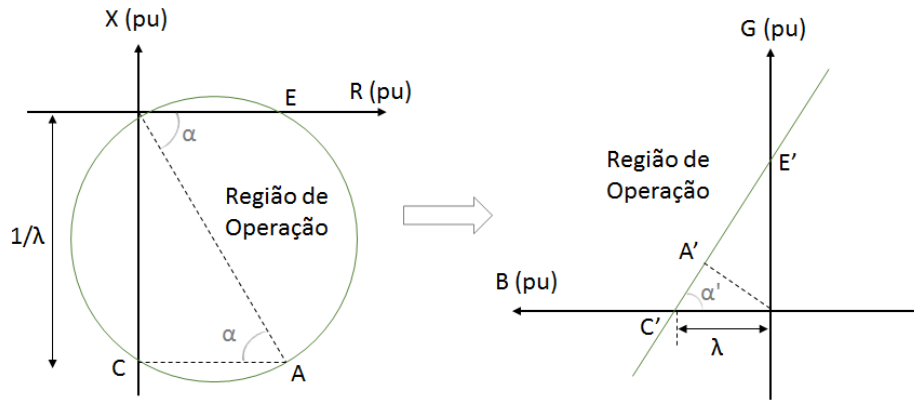 X (pu)
G (pu)
E
R (pu)
α
Região de
Operação
Região de
Operação
E'
1/λ
A'
B (pu)
α'
α
C'
λ
C
A